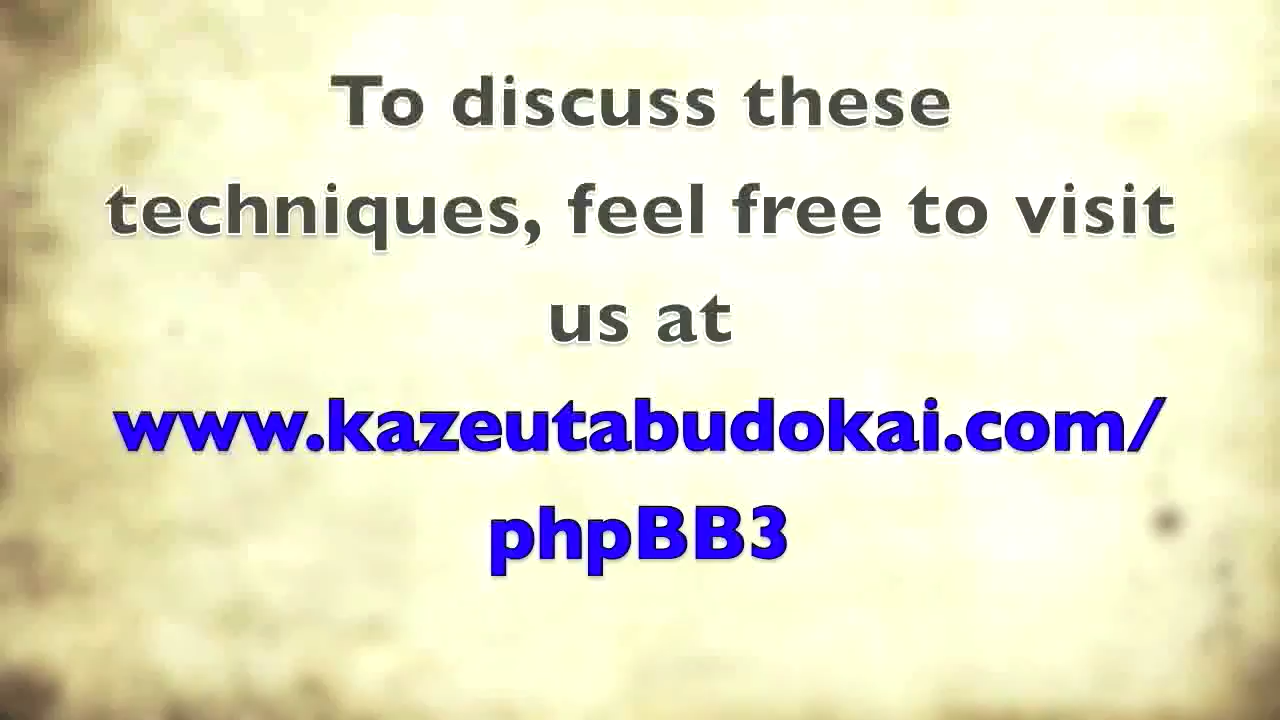 To discuss these
techniques, feel free to visit
us at
www.kazeutabudokai.com/
phpBB3